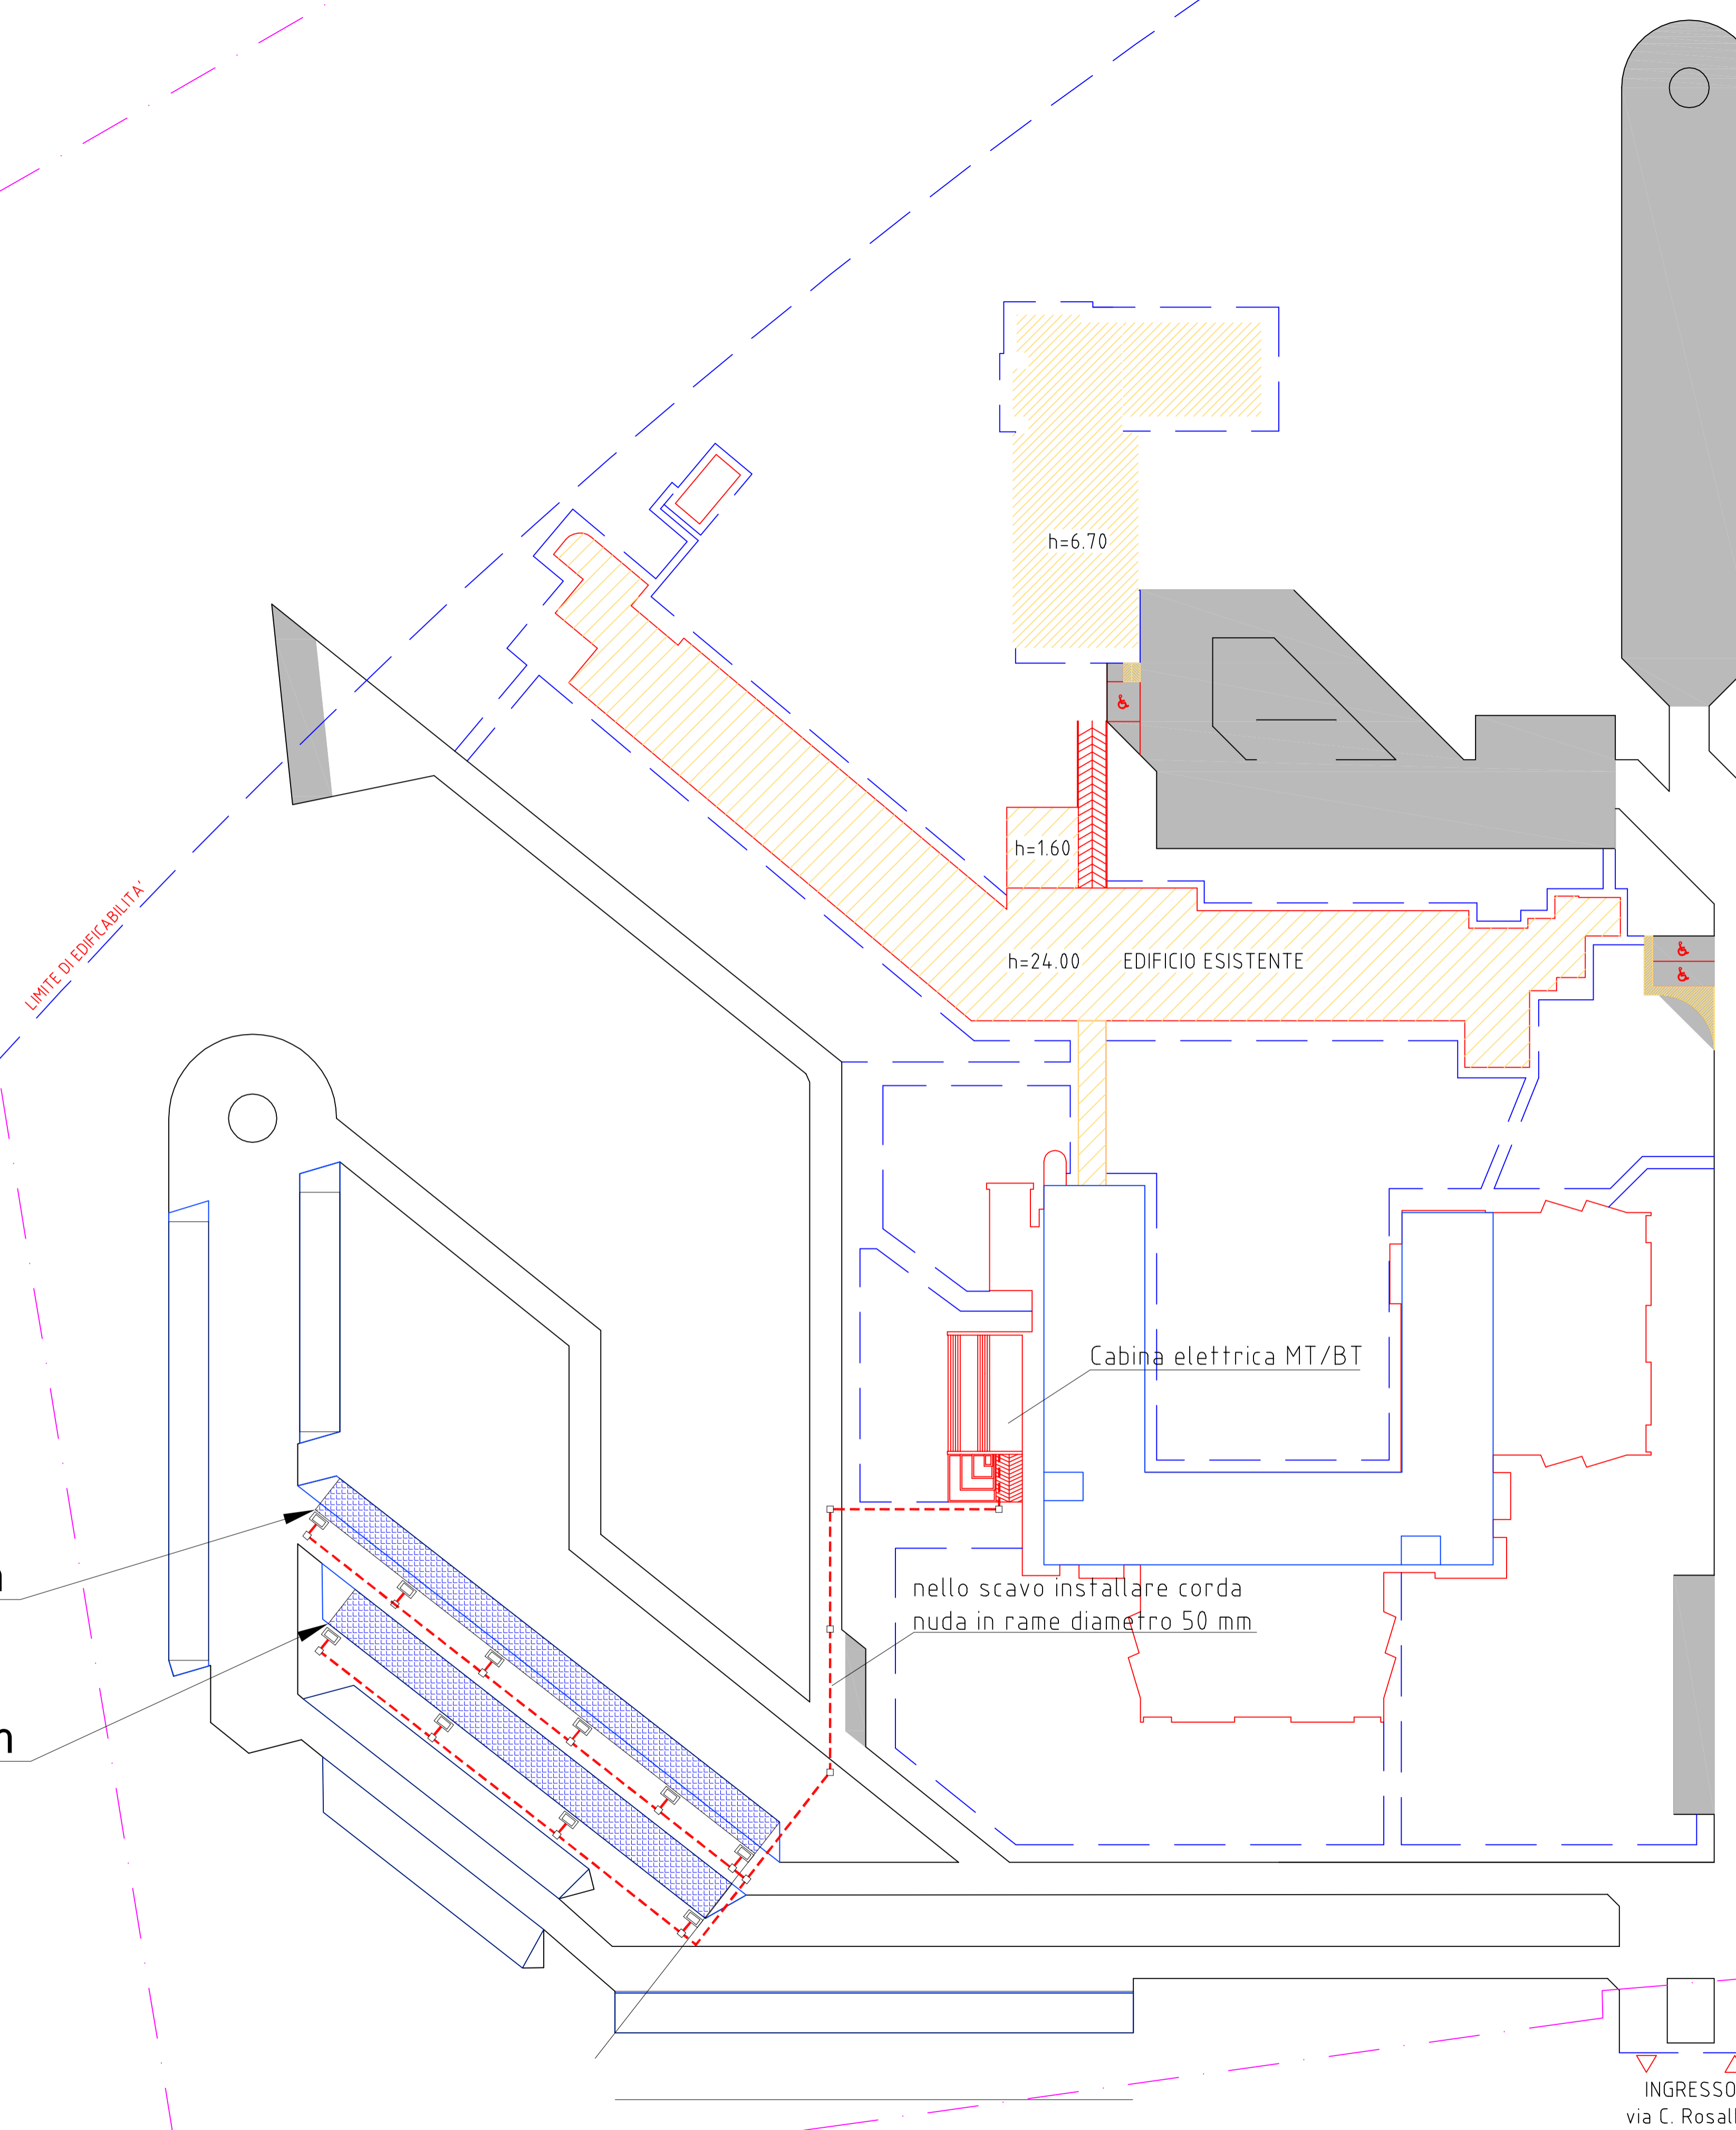 h=6.70
h=1.60
h=24.00 EDIFICIO ESISTENTE
LIMITE DI EDIFICABILITA'
Cabina elettrica MT/BT
nello scavo installare corda
nuda in rame diametro 50 mm
INGRESSO
via C.